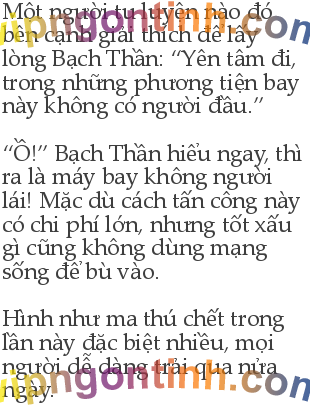 Một người tu luyện nào đó
bên cạnh giải thích để lấy
lòng Bạch Thần: “Yên tâm đi,
trong những phương tiện bay
này không có người đâu.”
“Ồ!” Bạch Thần hiểu ngay, thì
ra là máy bay không người
lái! Mặc dù cách tấn công này
có chi phí lớn, nhưng tốt xấu
gì cũng không dùng mạng
sống để bù vào.
Hình như ma thú chết trong
lần này đặc biệt nhiều, mọi
người dễ dàng trải qua nửa
ngày.
vipngontinh.com
vipngontinh.com